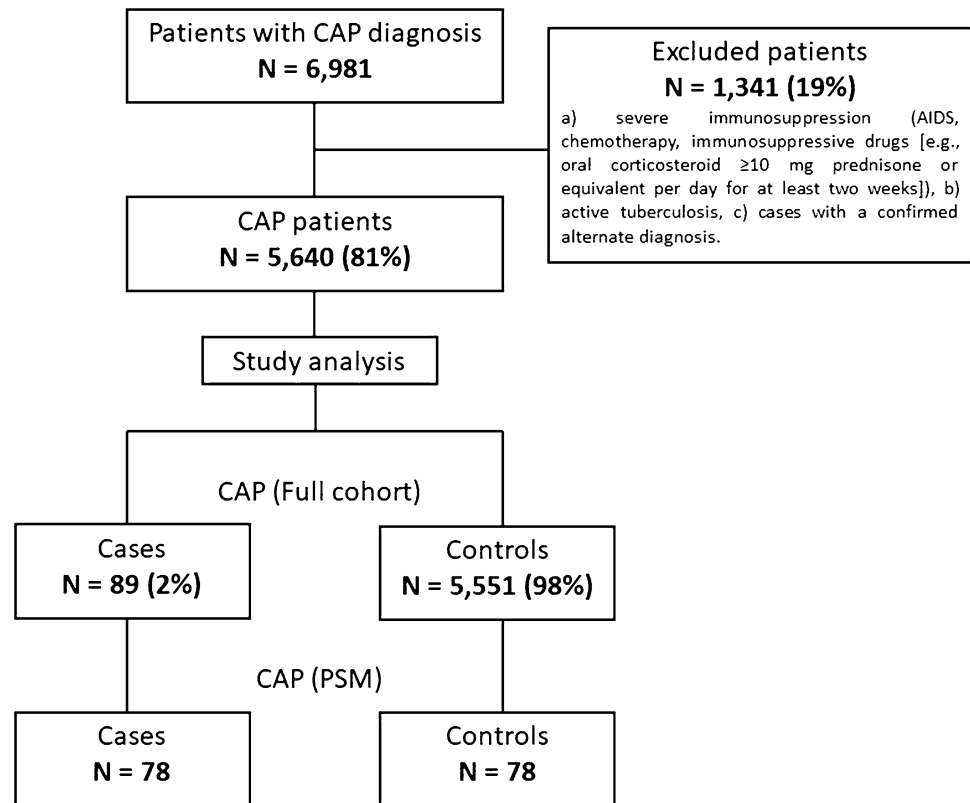 Patients with CAP diagnosis
N = 6,981
Excluded patients
N = 1,341 (19%)
a) severe immunosuppression (AIDS,
chemotherapy, immunosuppressive drugs [e.g.,
oral corticosteroid ≥10 mg prednisone or
equivalent per day for at least two weeks]), b)
active tuberculosis, c) cases with a confirmed
alternate diagnosis.
CAP patients
N = 5,640 (81%)
Study analysis
CAP (Full cohort)
Cases
N = 89 (2%)
Controls
N = 5,551 (98%)
CAP (PSM)
Cases
N = 78
Controls
N = 78